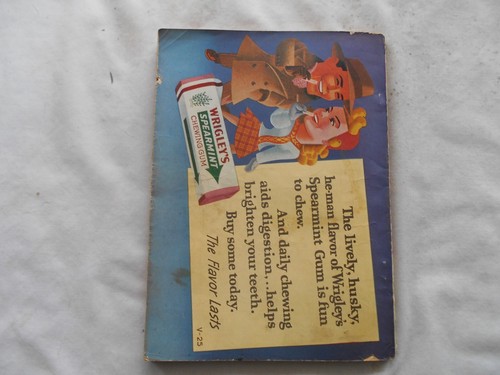 WRIGLEY'S
SPEARMINT
CHEWING GUM
The lively, husky,
he-man flavor of Wrigley's
Spearmint Gum is fun
to chew.
And daily chewing
aids digestion...helps
brighten your teeth.
Buy some today.
The Flavor Lasts
V-25